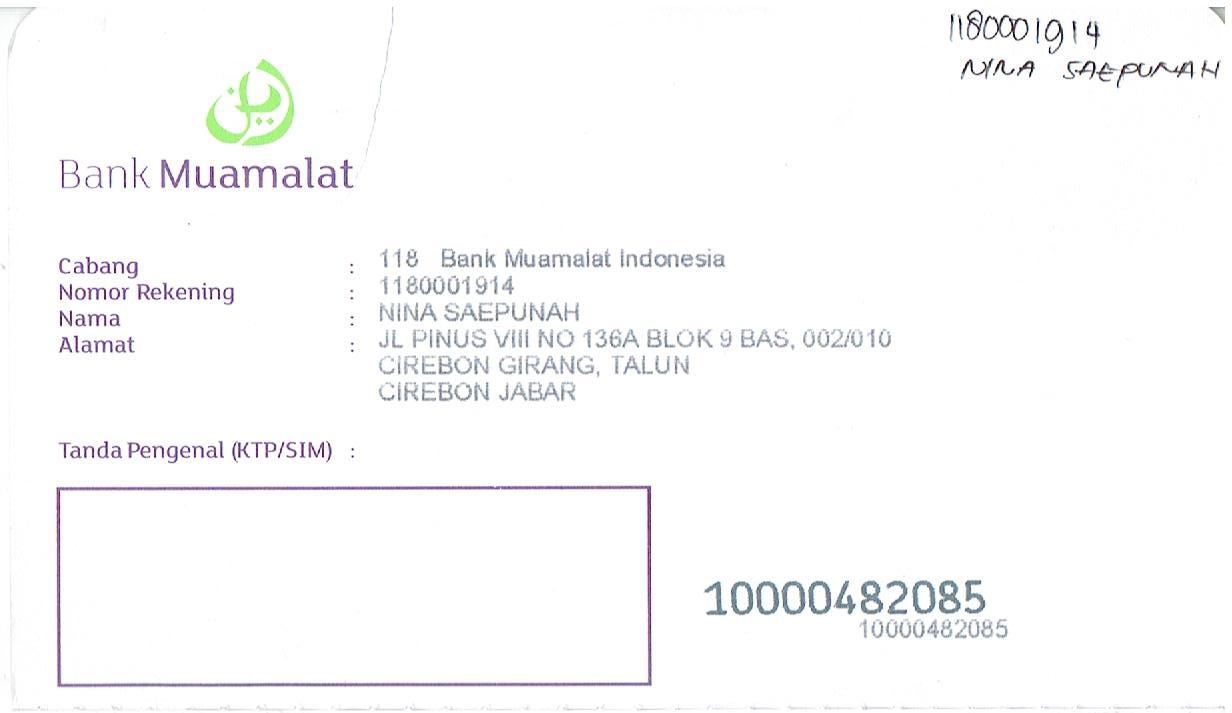 1180001914
NINA SAEPUNAH
Bank Muamalat
Cabang : 118 Bank Muamalat Indonesia
Nomor Rekening : 1180001914
Nama : NINA SAEPUNAH
Alamat : JL PINUS VIII NO 136A BLOK 9 BAS, 002/010
CIREBON GIRANG, TALUN
CIREBON JABAR
Tanda Pengenal (KTP/SIM) :
10000482085
10000482085